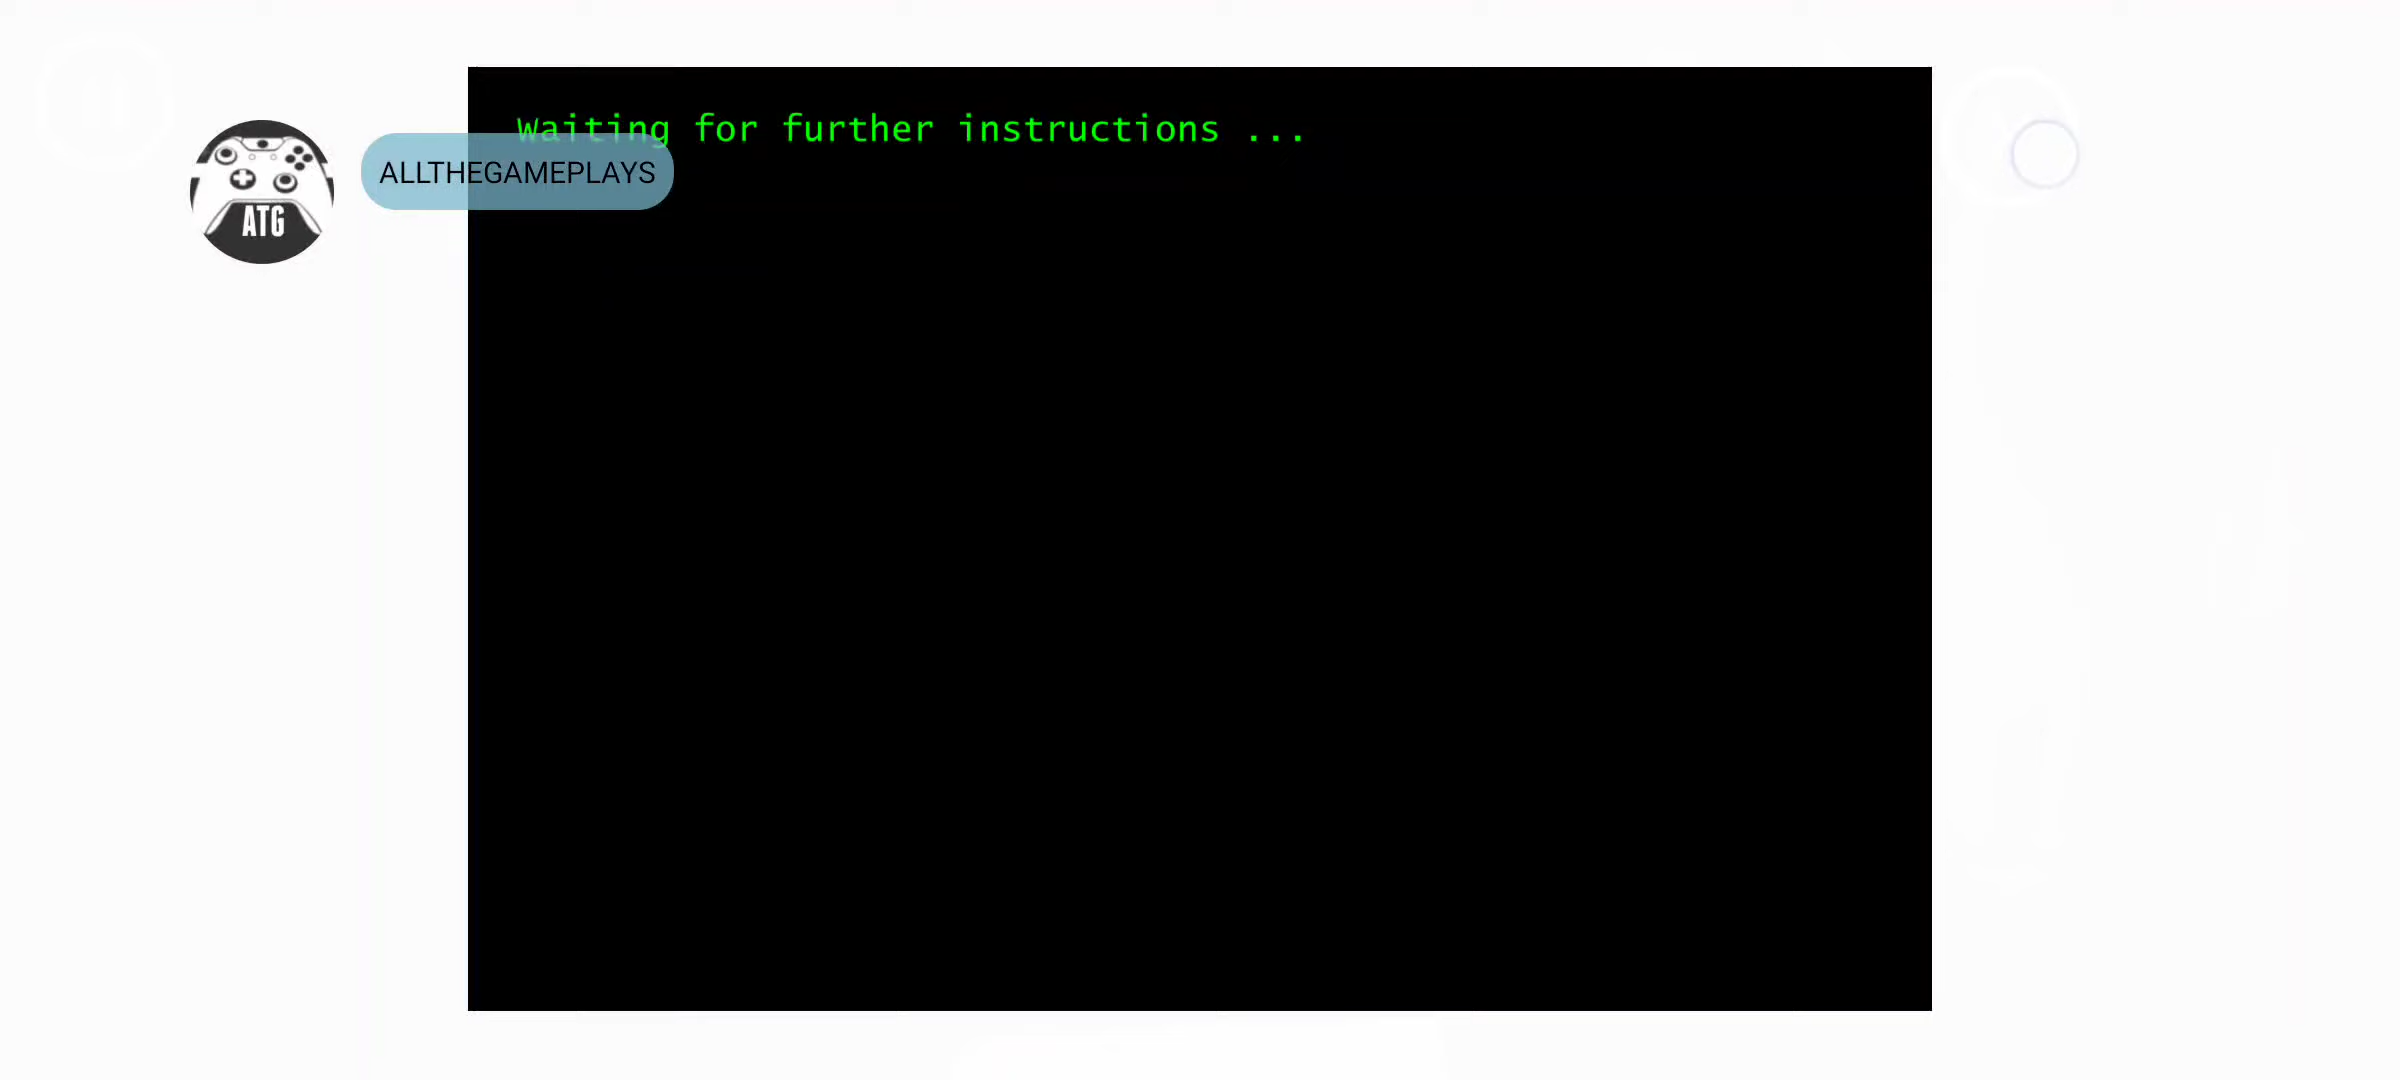 Waiting for further instructions ...
ALLTHEGAMEPLAYS
ATG